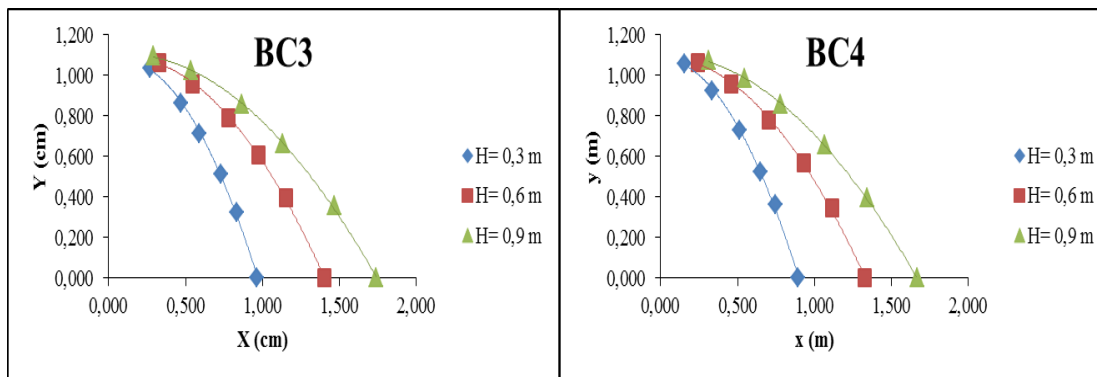 BC3
Y (cm)
1,200
1,000
0,800
0,600
0,400
0,200
0,000
0,000 0,500 1,000 1,500 2,000
X (cm)
H= 0,3 m
H= 0,6 m
H= 0,9 m
BC4
y (m)
1,200
1,000
0,800
0,600
0,400
0,200
0,000
0,000 0,500 1,000 1,500 2,000
x (m)
H= 0,3 m
H= 0,6 m
H= 0,9 m